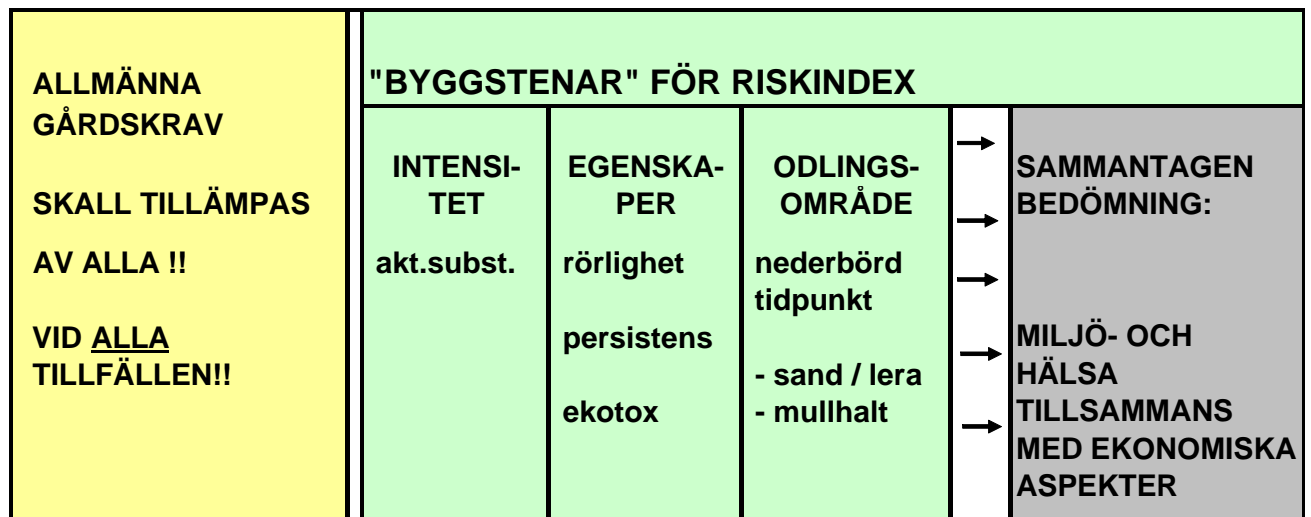 ALLMÄNNA
GÅRDSKRAV
SKALL TILLÄMPAS
AV ALLA !!
VID ALLA
TILLFÄLLEN!!
"BYGGSTENAR" FÖR RISKINDEX
INTENSI-
TET
akt.subst.
EGENSKA-
PER
rörlighet
persistens
ekotox
ODLINGS-
OMRÅDE
nederbörd
tidpunkt
- sand / lera
- mullhalt
SAMMANTAGEN
BEDÖMNING:
MILJÖ- OCH
HÄLSA
TILLSAMMANS
MED EKONOMISKA
ASPEKTER